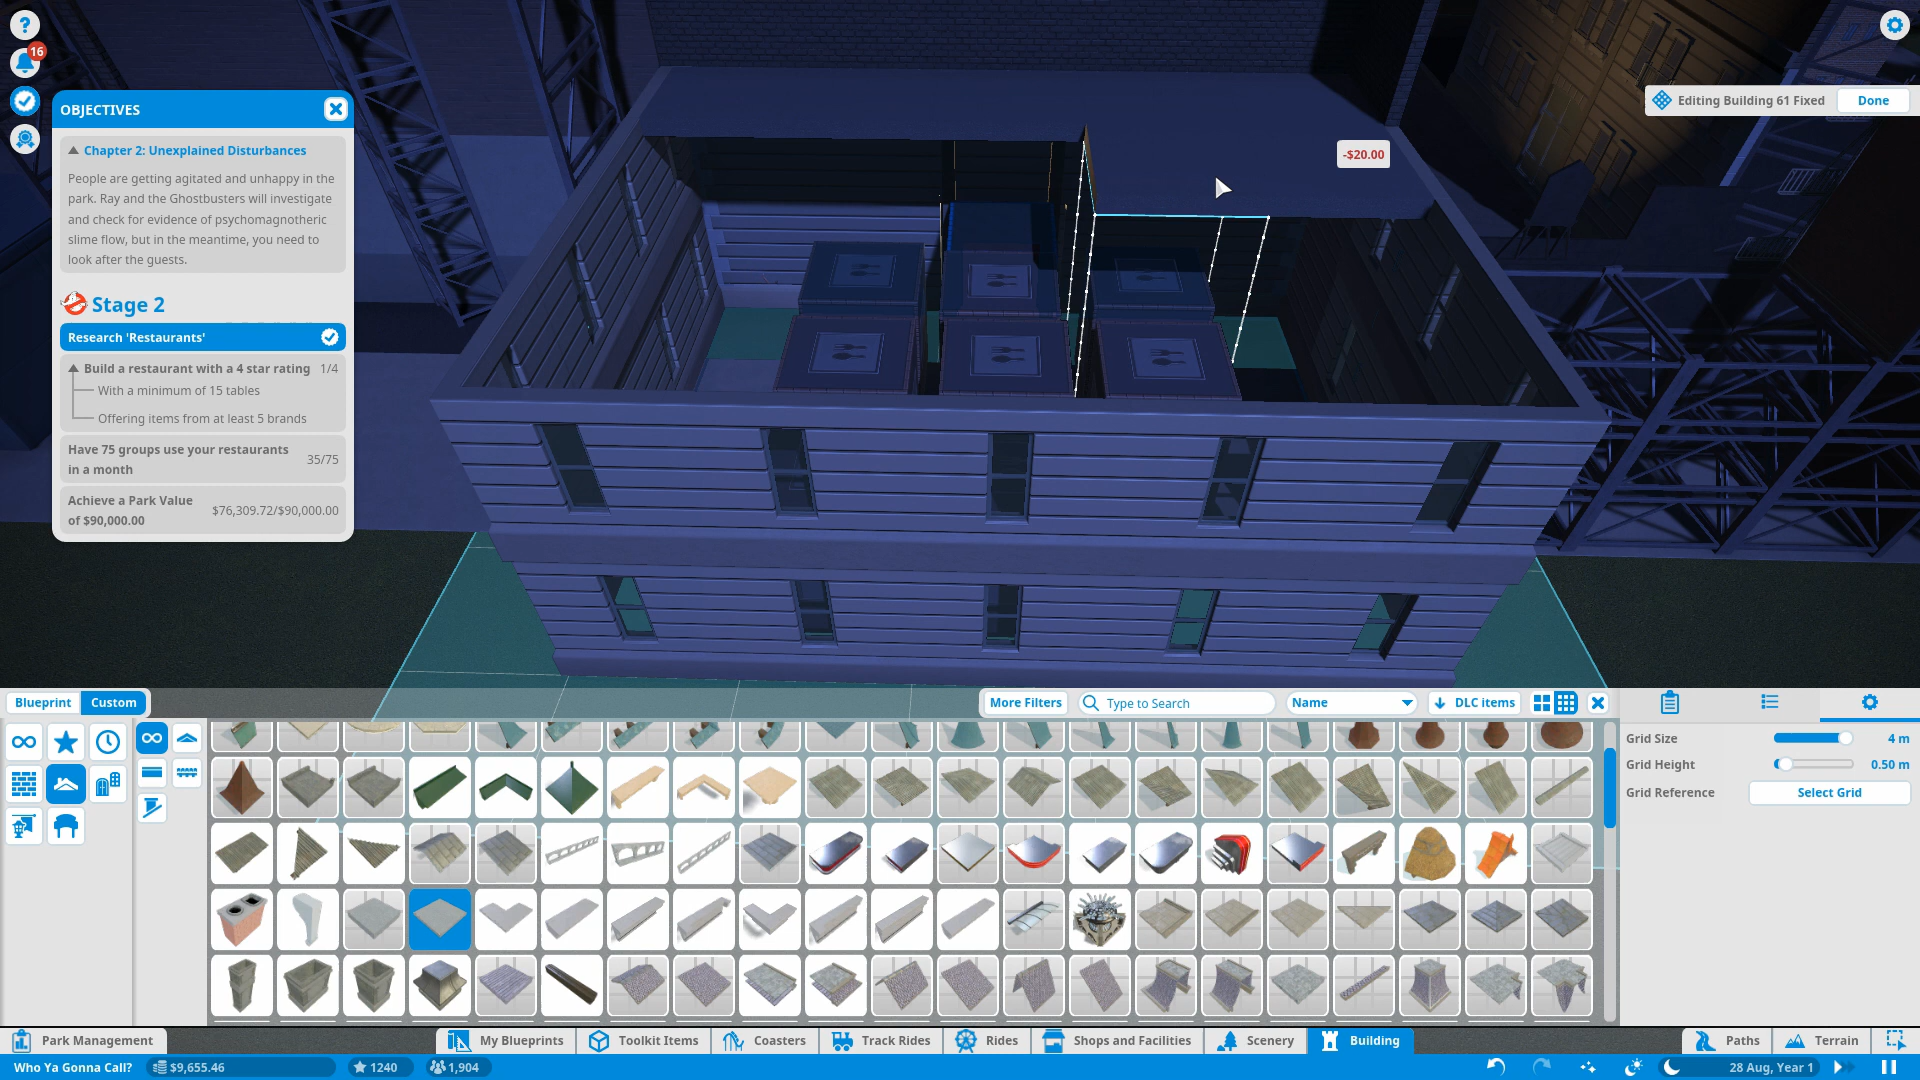 ?
16
OBJECTIVES
Chapter 2: Unexplained Disturbances
People are getting agitated and unhappy in the
park. Ray and the Ghostbusters will investigate
and check for evidence of psychomagnotheric
slime flow, but in the meantime, you need to
look after the guests.
Stage 2
Research 'Restaurants'
Build a restaurant with a 4 star rating 1/4
With a minimum of 15 tables
Offering items from at least 5 brands
Have 75 groups use your restaurants
in a month 35/75
Achieve a Park Value
of $90,000.00 $76,309.72/$90,000.00
Editing Building 61 Fixed Done
-$20.00
Blueprint Custom More Filters Type to Search Name DLC items
Grid Size 4 m
Grid Height 0.50 m
Grid Reference Select Grid
Park Management My Blueprints Toolkit Items Coasters Track Rides Rides Shops and Facilities Scenery Building Paths Terrain
Who Ya Gonna Call? $9,655.46 1240 1,904 28 Aug, Year 1